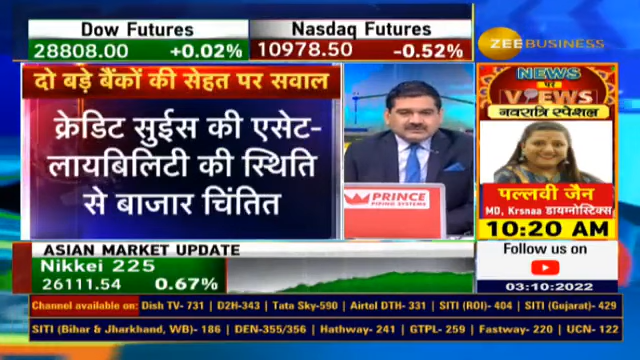 Dow Futures
28808.00 +0.02%
Nasdaq Futures
10978.50 -0.52%
ZEE BUSINESS
दो बड़े बैंकों की सेहत पर सवाल
क्रेडिट सुईस की एसेट-
लायबिलिटी की स्थिति
से बाजार चिंतित
PRINCE
PIPING SYSTEMS
NEWS
पर
VIEWS
नवरात्रि स्पेशल
पल्लवी जैन
MD, Krsnaa डायग्नोस्टिक्स
10:20 AM
Follow us on
03:10:2022
ASIAN MARKET UPDATE
Nikkei 225
26111.54 0.67%
Channel available on: Dish TV- 731 | D2H-343 | Tata Sky-590 | Airtel DTH- 331 | SITI (ROI)- 404 | SITI (Gujarat)- 429
SITI (Bihar & Jharkhand, WB)- 186 | DEN-355/356 | Hathway- 241 | GTPL- 259 | Fastway- 220 | UCN- 122